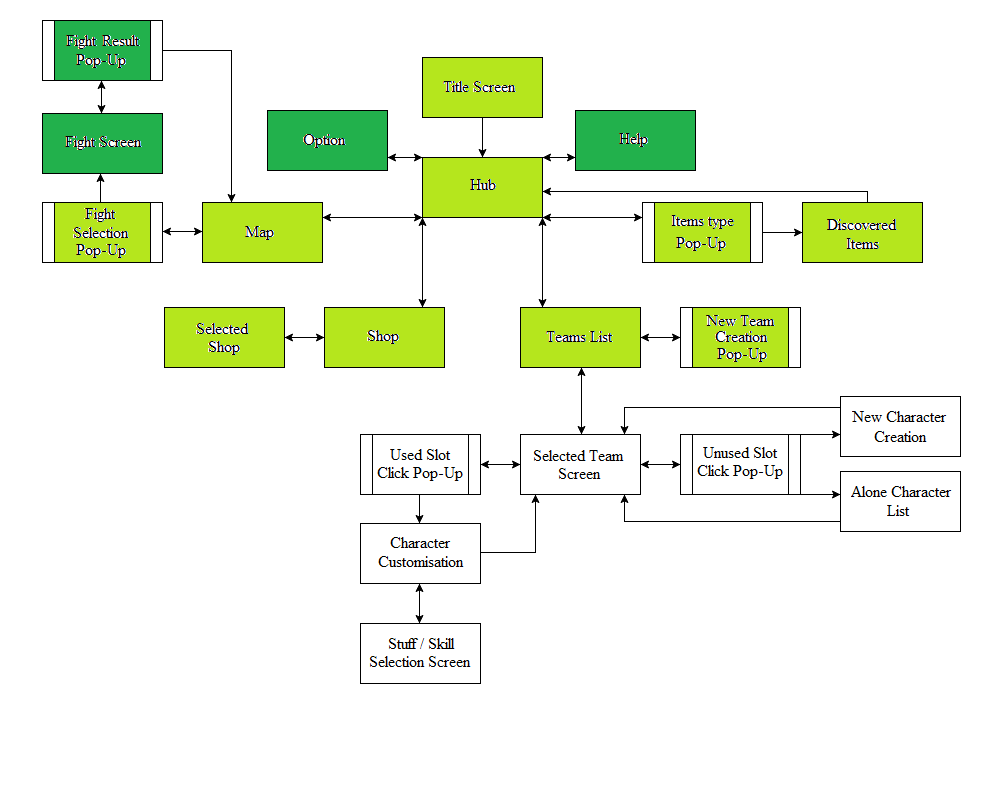 Fight Result
Pop-Up
Title Screen
Fight Screen
Option
Help
Hub
Fight
Selection
Pop-Up
Map
Items type
Pop-Up
Discovered
Items
Selected
Shop
Shop
Teams List
New Team
Creation
Pop-Up
New Character
Creation
Used Slot
Click Pop-Up
Selected Team
Screen
Unused Slot
Click Pop-Up
Alone Character
List
Character
Customisation
Stuff / Skill
Selection Screen